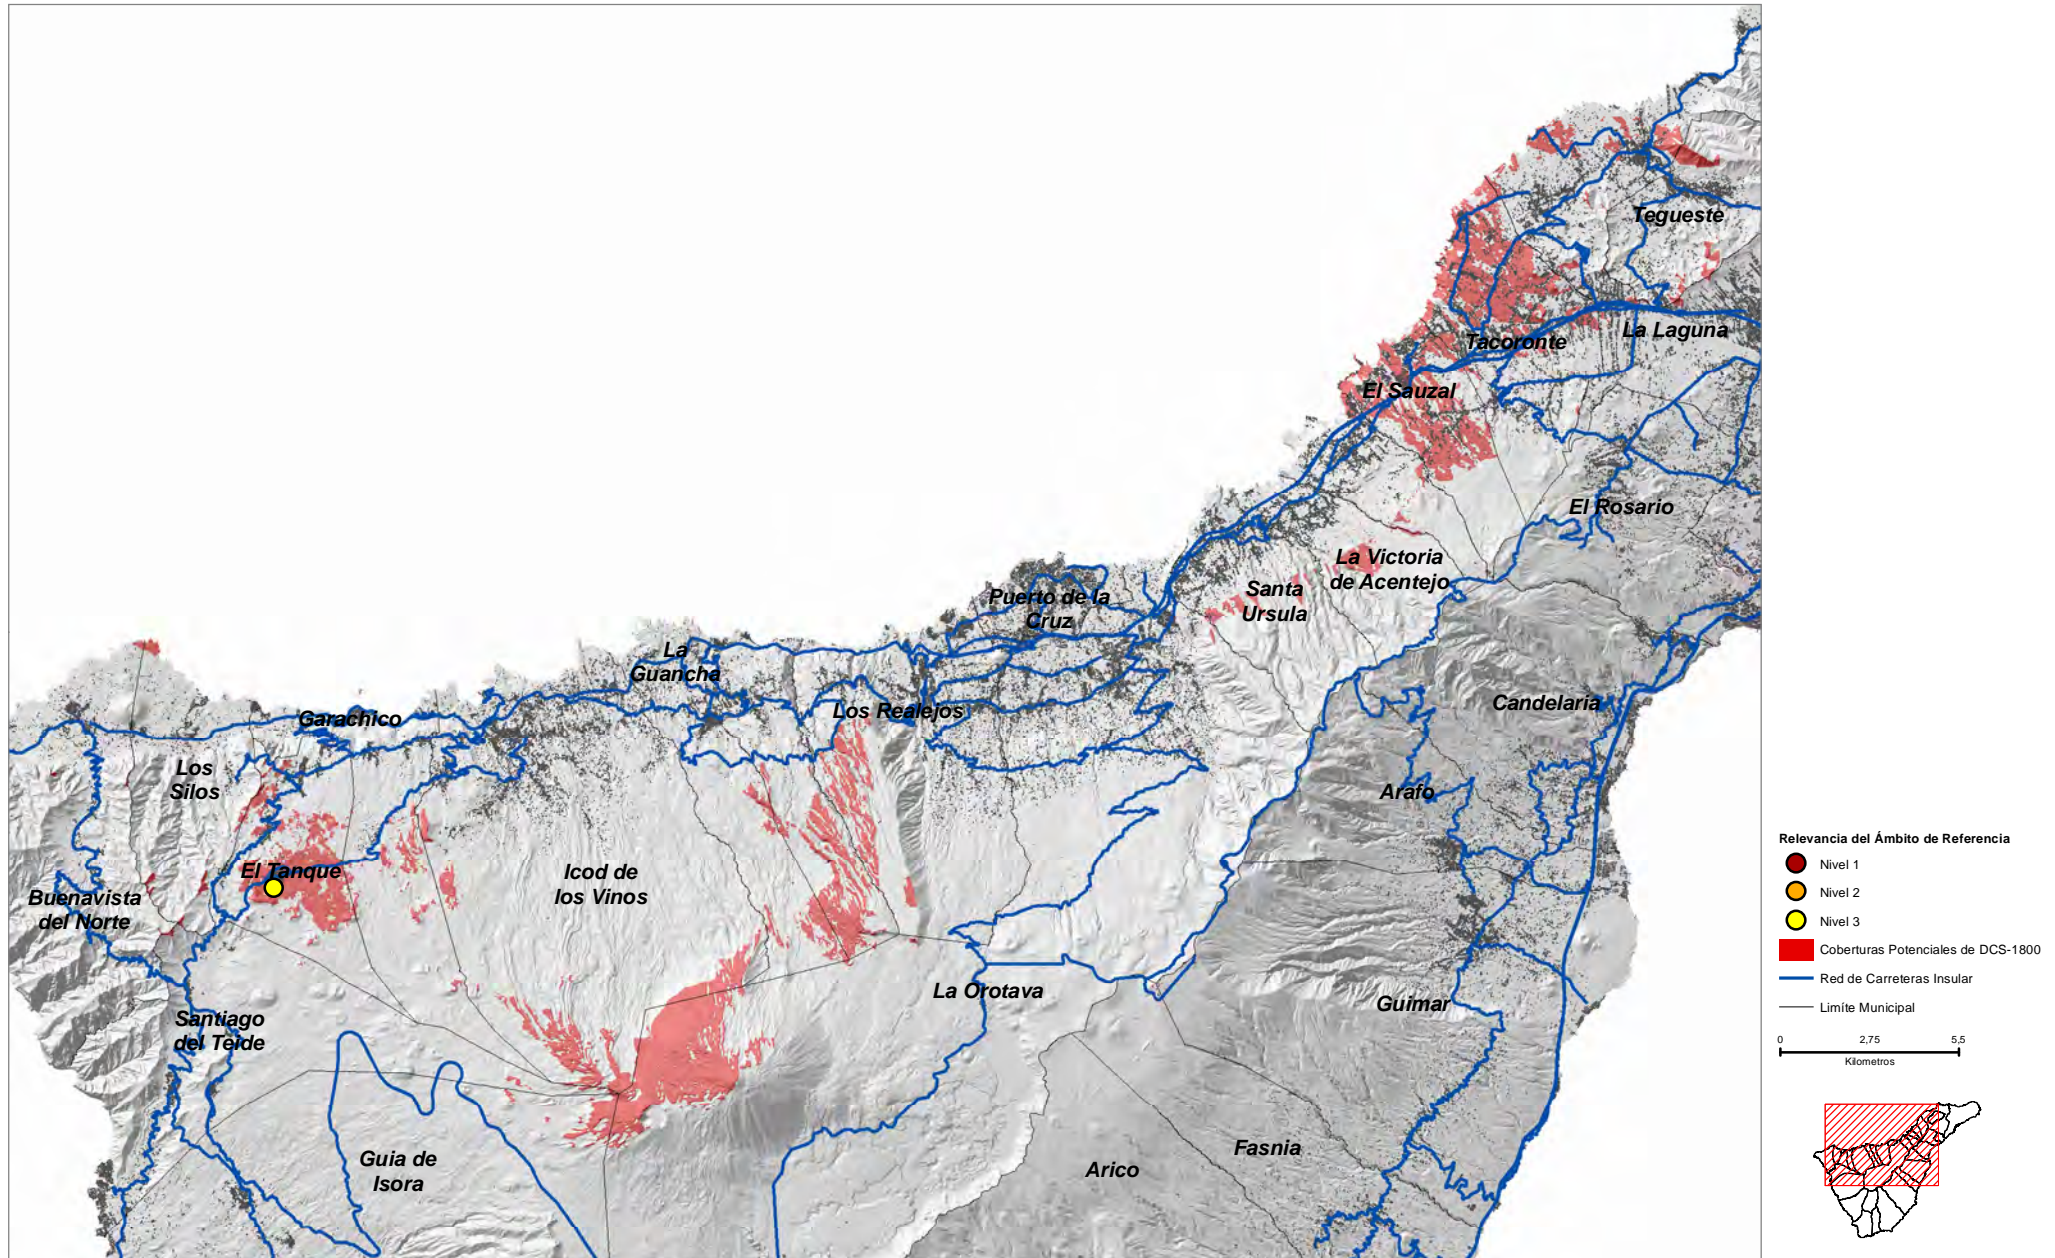 Tegueste
La Laguna
Tacoronte
El Sauzal
El Rosario
La Victoria
de Acentejo
Santa
Ursula
Puerto de la
Cruz
La
Guancha
Los Realejos
Candelaria
Garachico
Los
Silos
Arafo
El Tanque
Icod de
los Vinos
Buenavista
del Norte
La Orotava
Guimar
Santiago
del Teide
Fasnia
Guia de
Isora
Arico
Relevancia del Ámbito de Referencia
Nivel 1
Nivel 2
Nivel 3
Coberturas Potenciales de DCS-1800
Red de Carreteras Insular
Limíte Municipal
0 2,75 5,5
Kilometros